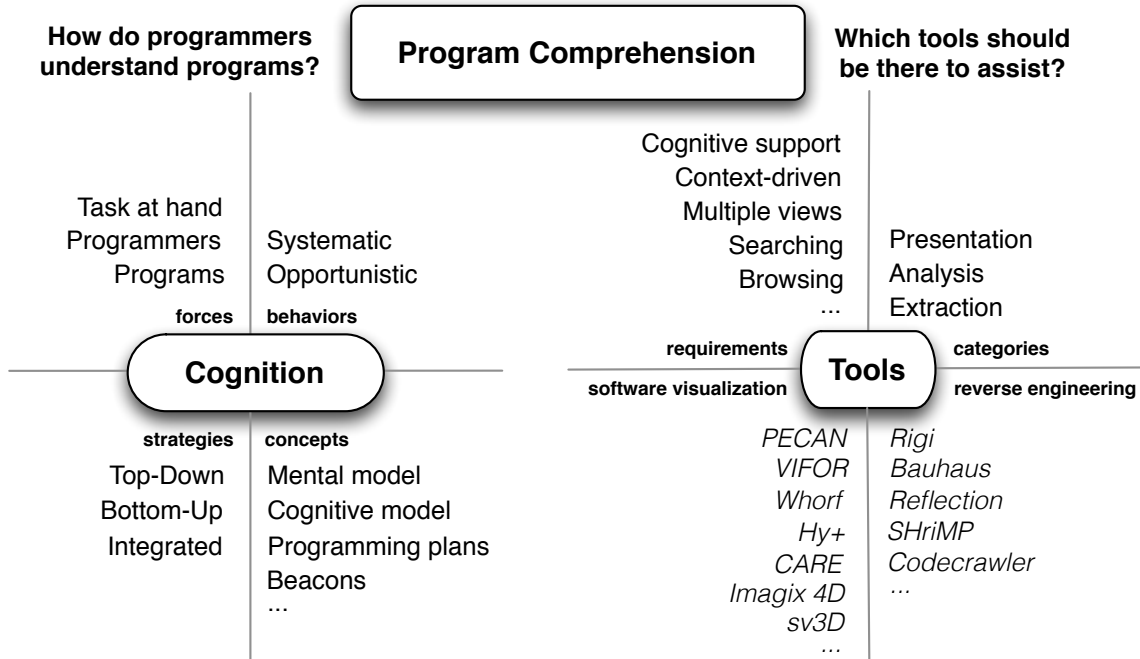 How do programmers
understand programs?
Program Comprehension
Which tools should
be there to assist?
Task at hand
Programmers
Programs
forces
Systematic
Opportunistic
behaviors
Cognition
strategies
Top-Down
Bottom-Up
Integrated
concepts
Mental model
Cognitive model
Programming plans
Beacons
...
Cognitive support
Context-driven
Multiple views
Searching
Browsing
...
requirements
Presentation
Analysis
Extraction
categories
Tools
software visualization
PECAN
VIFOR
Whorf
Hy+
CARE
Imagix 4D
sv3D
...
reverse engineering
Rigi
Bauhaus
Reflection
SHriMP
Codecrawler
...